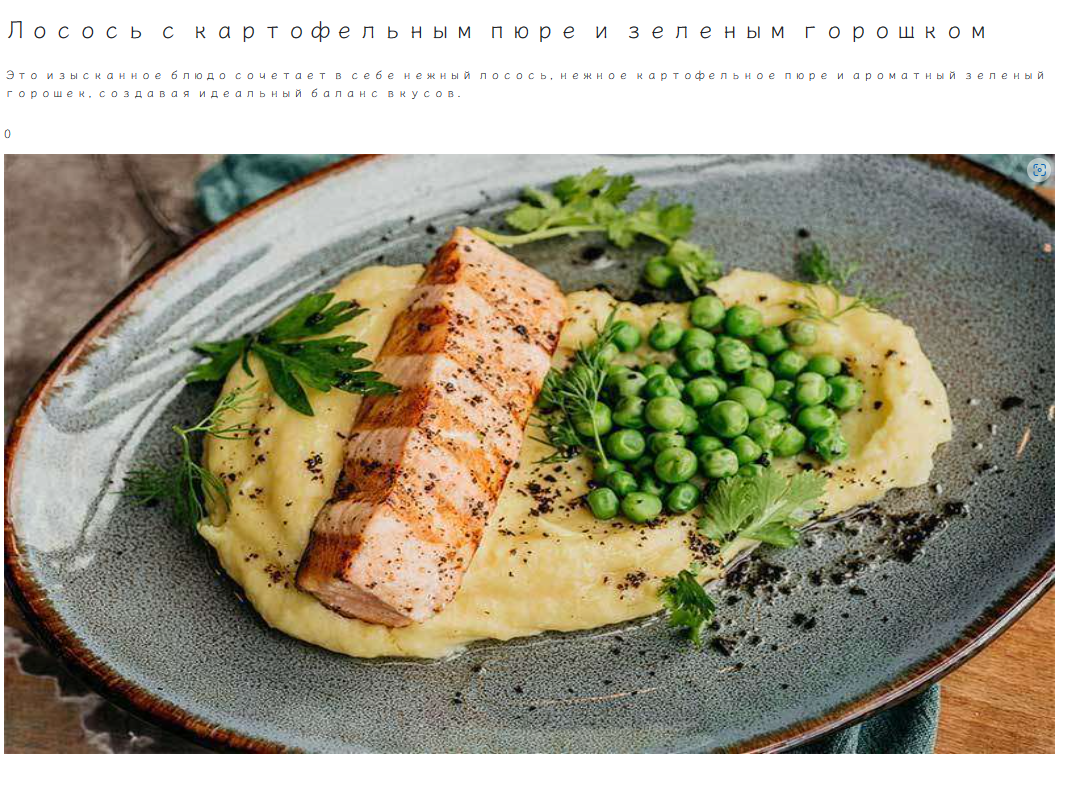 Лосось с картофельным пюре и зеленым горошком
Это изысканное блюдо сочетает в себе нежный лосось, нежное картофельное пюре и ароматный зеленый
горошек, создавая идеальный баланс вкусов.
0